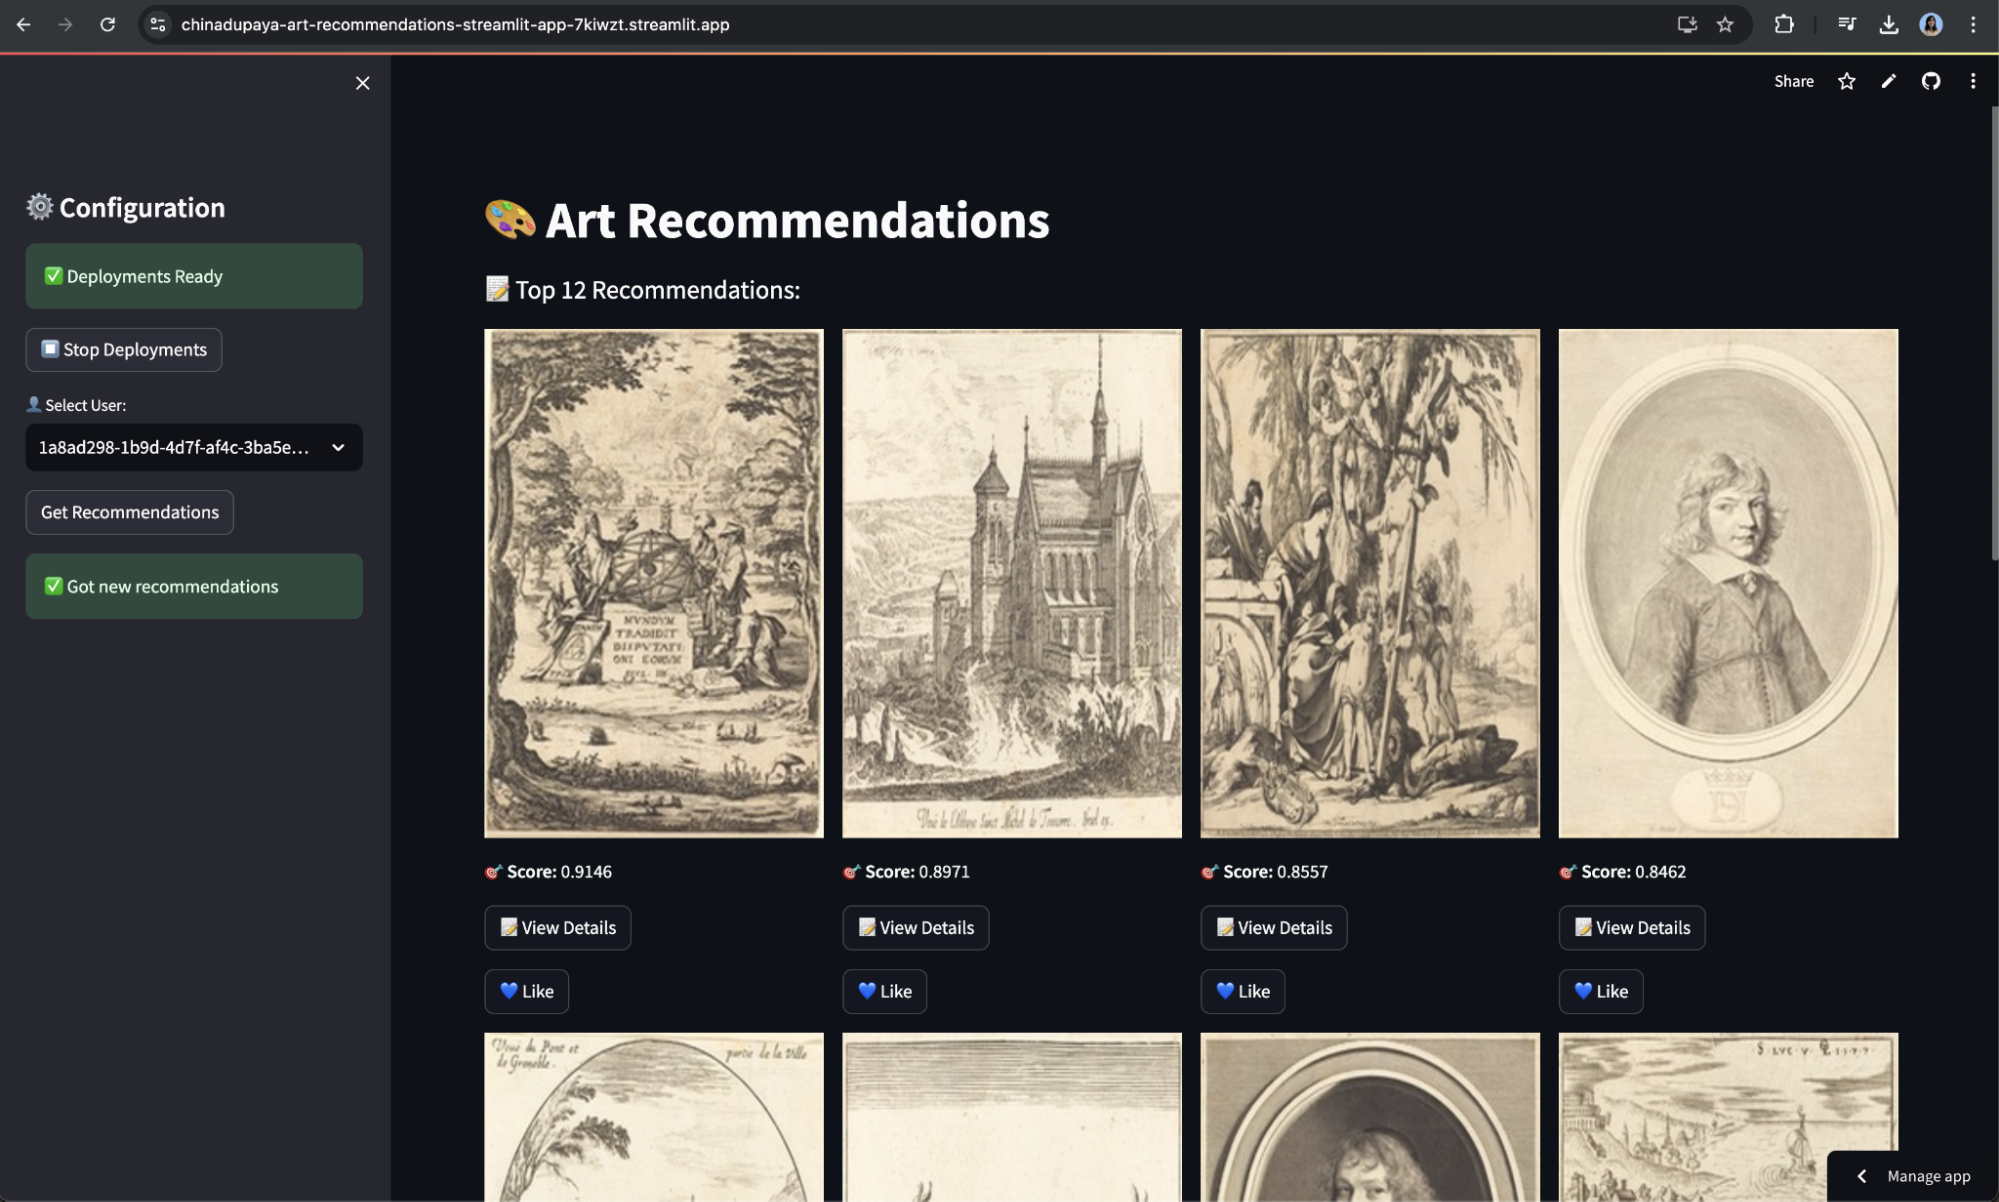 chinadupaya-art-recommendations-streamlit-app-7kiwzt.streamlit.app
Share
Configuration
Deployments Ready
Stop Deployments
Select User:
1a8ad298-1b9d-4d7f-af4c-3ba5e...
Get Recommendations
Got new recommendations
Art Recommendations
Top 12 Recommendations:
MVNDVM
TRADIDIT
DISPVTATI
ONI EORVM
Score: 0.9146
Score: 0.8971
Score: 0.8557
Score: 0.8462
View Details
View Details
View Details
View Details
Like
Like
Like
Like
Veuë du Pont et
de Grenoble.
partie de la Ville
Manage app